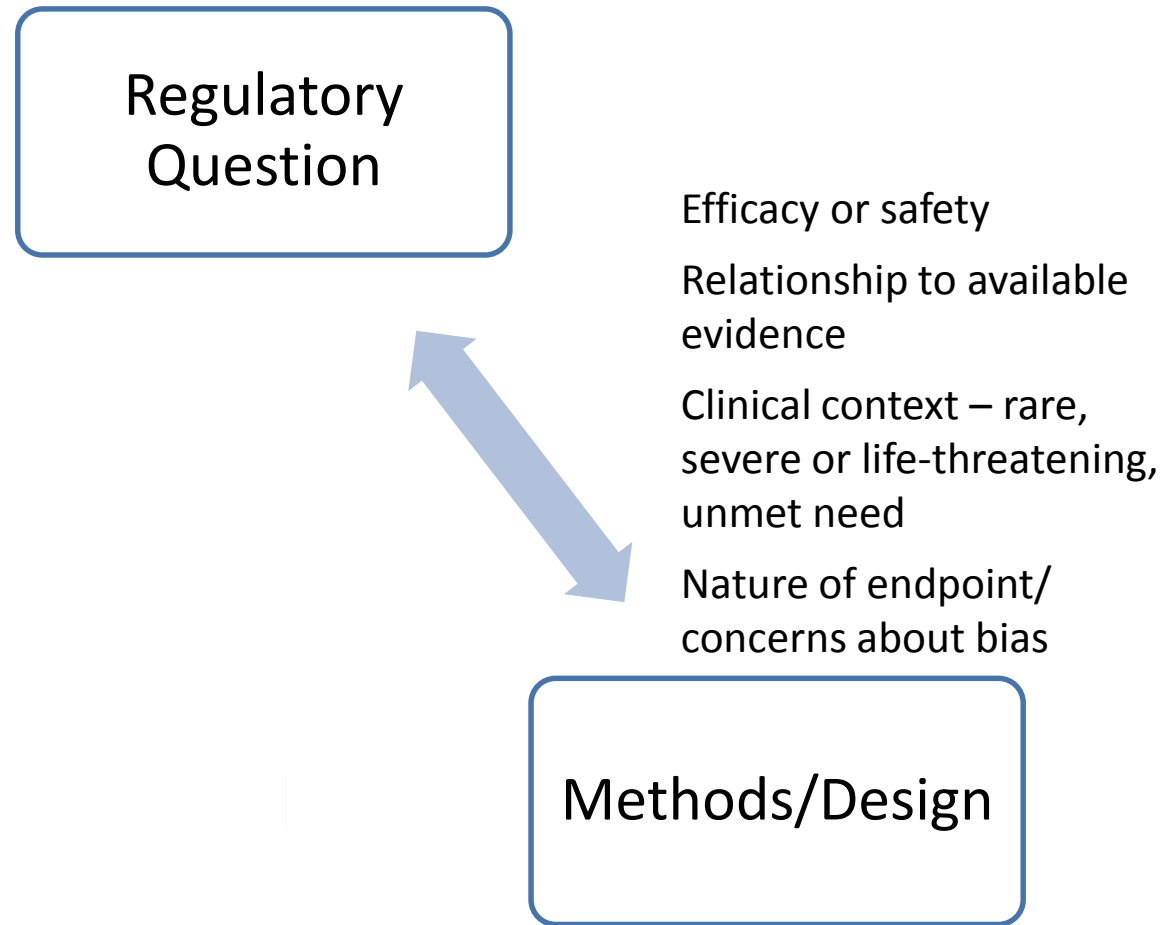 Regulatory
Question
Efficacy or safety
Relationship to available
evidence
Clinical context – rare,
severe or life-threatening,
unmet need
Nature of endpoint/
concerns about bias
Methods/Design